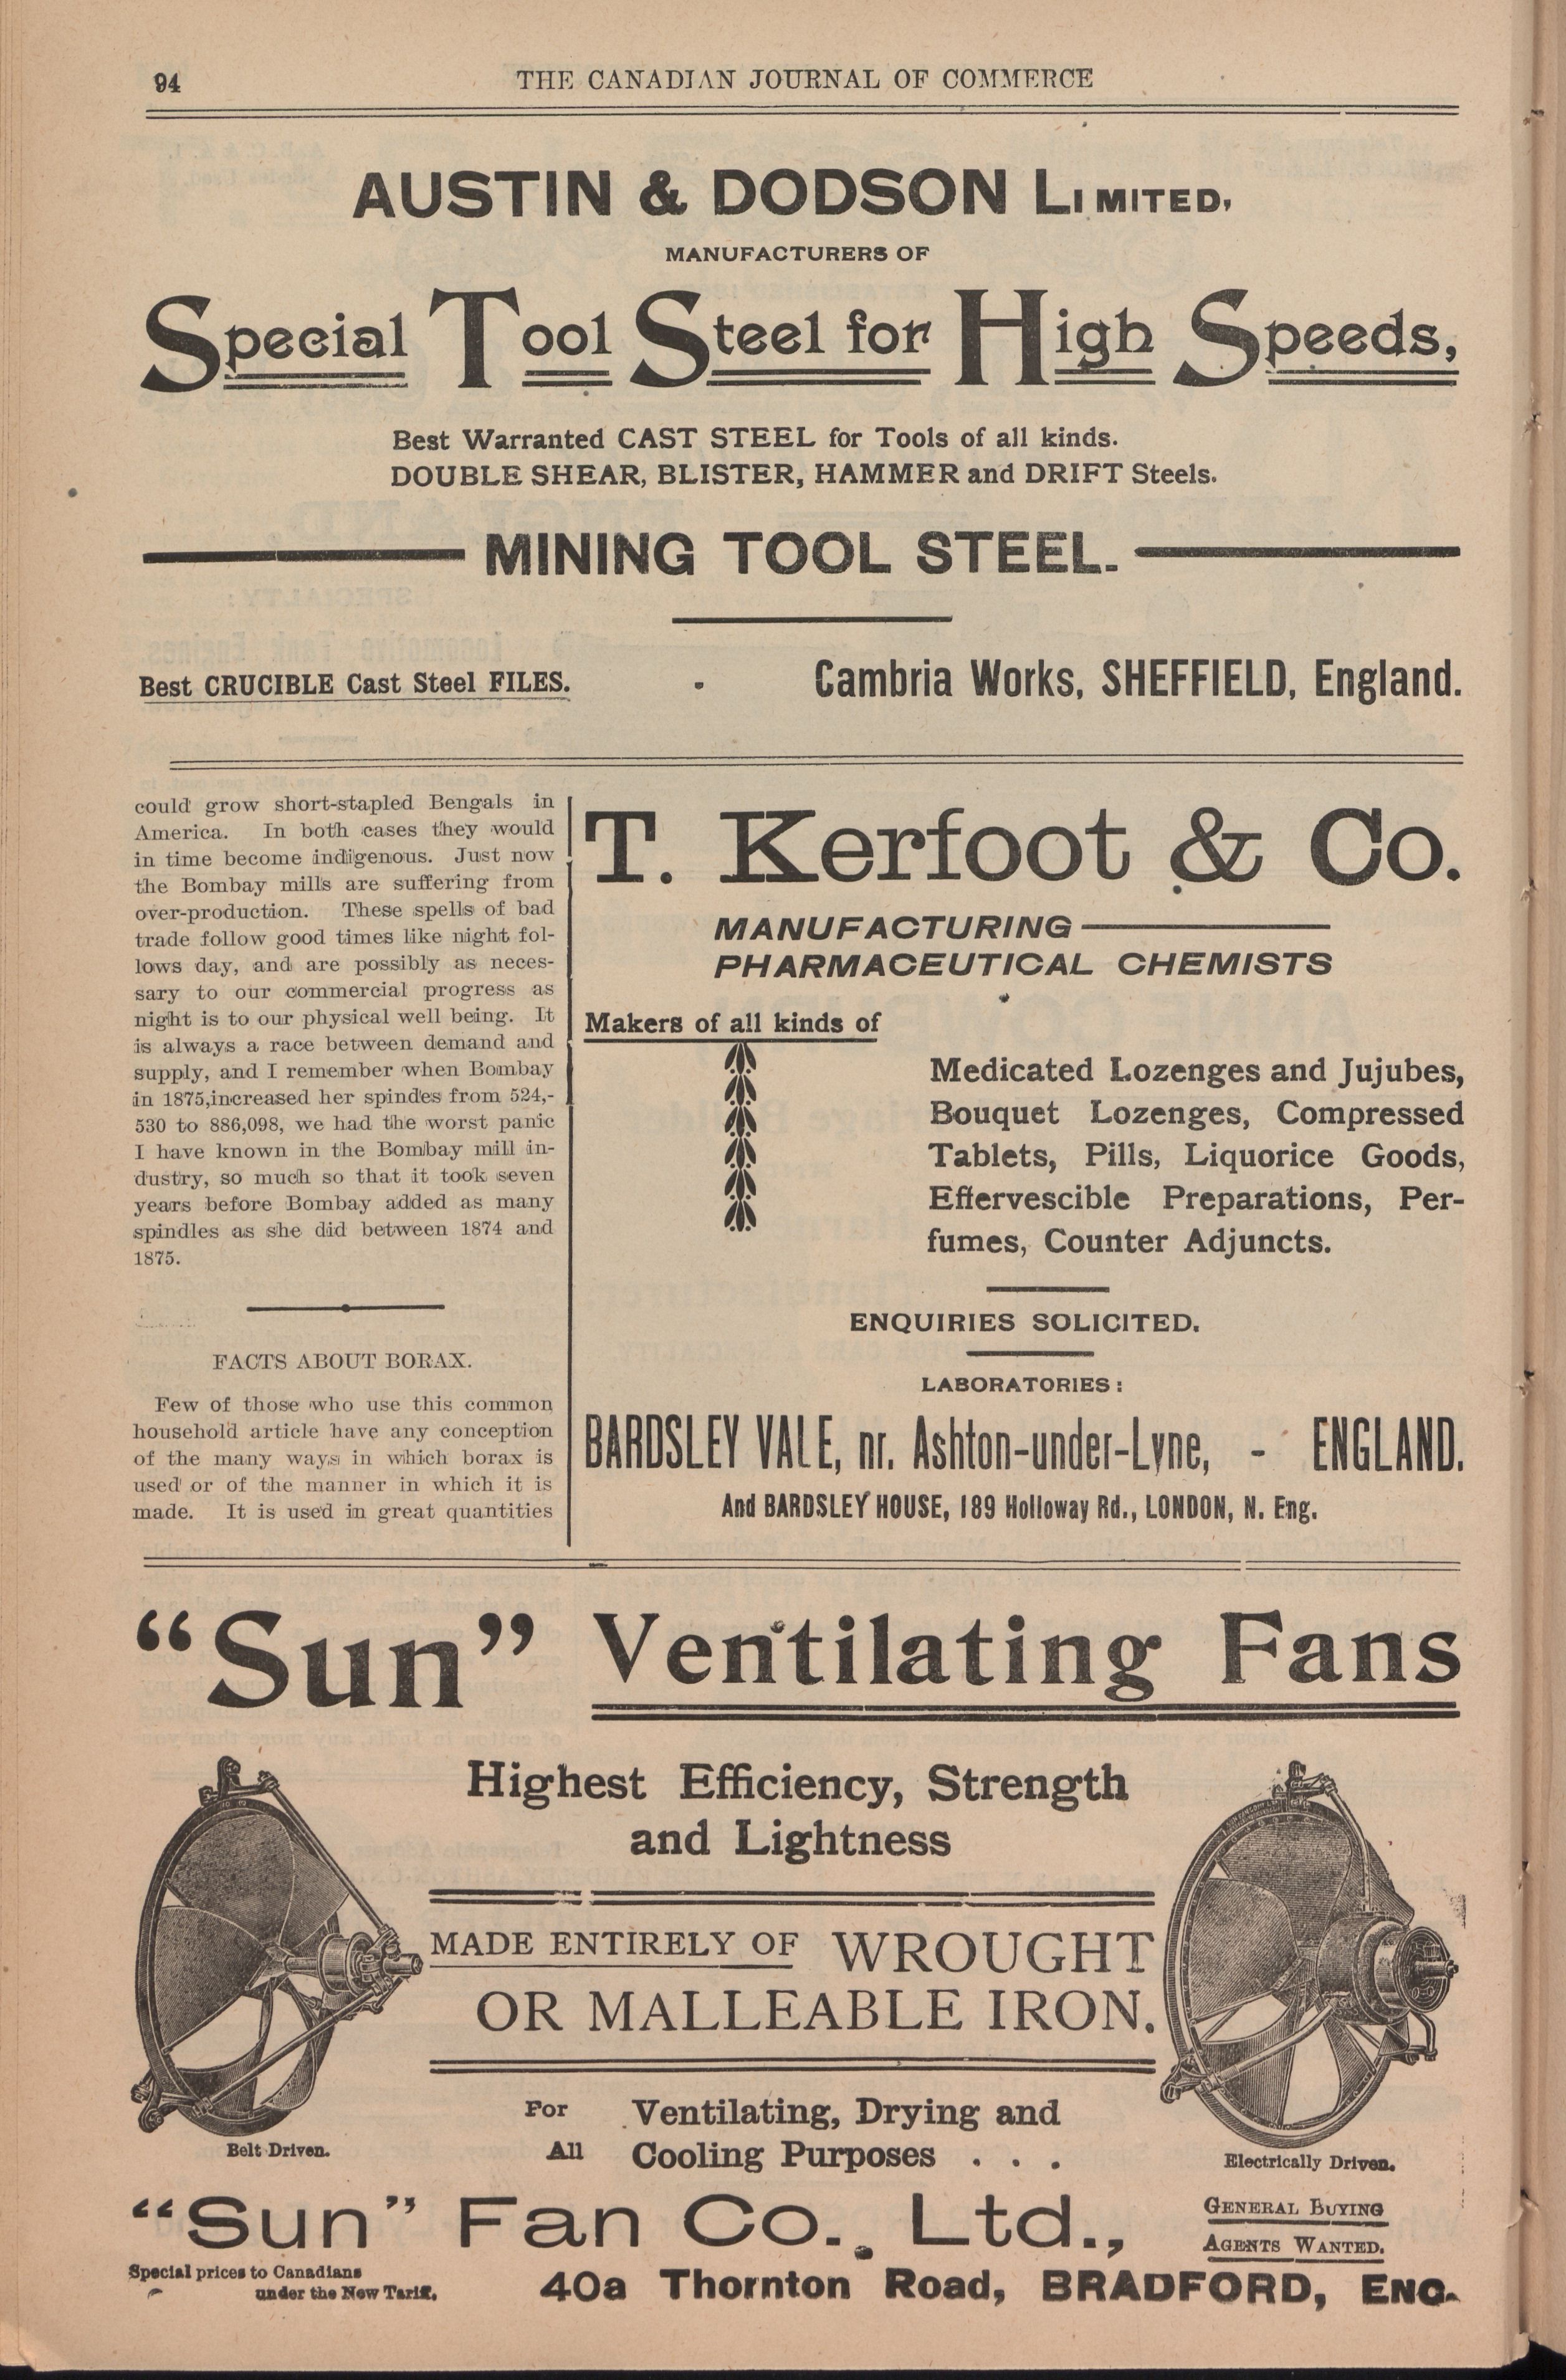 94
THE CANADIAN JOURNAL OF COMMERCE
AUSTIN & DODSON LIMITED,
MANUFACTURERS OF
Special Tool Steel for High Speeds,
Best Warranted CAST STEEL for Tools of all kinds.
DOUBLE SHEAR, BLISTER, HAMMER and DRIFT Steels.
MINING TOOL STEEL.
Best CRUCIBLE Cast Steel FILES. - Cambria Works, SHEFFIELD, England.
could grow short-stapled Bengals in
America. In both cases they would
in time become indigenous. Just now
the Bombay mills are suffering from
over-production. These spells of bad
trade follow good times like night fol-
lows day, and are possibly as neces-
sary to our commercial progress as
night is to our physical well being. It
is always a race between demand and
supply, and I remember when Bombay
in 1875,increased her spindes from 524,-
530 to 886,098, we had the worst panic
I have known in the Bombay mill in-
dustry, so much so that it took seven
years before Bombay added as many
spindles as she did between 1874 and
1875.
FACTS ABOUT BORAX.
Few of those who use this common
household article have any conception
of the many ways in which borax is
used or of the manner in which it is
made. It is used in great quantities
T. Kerfoot & Co.
MANUFACTURING
PHARMACEUTICAL CHEMISTS
Makers of all kinds of
Medicated Lozenges and Jujubes,
Bouquet Lozenges, Compressed
Tablets, Pills, Liquorice Goods,
Effervescible Preparations, Per-
fumes, Counter Adjuncts.
ENQUIRIES SOLICITED.
LABORATORIES:
BARDSLEY VALE, nr. Ashton-under-Lyne, - ENGLAND.
And BARDSLEY HOUSE, 189 Holloway Rd., LONDON, N. Eng.
"Sun" Ventilating Fans
Highest Efficiency, Strength
and Lightness
MADE ENTIRELY OF WROUGHT
OR MALLEABLE IRON.
For Ventilating, Drying and
All Cooling Purposes . . .
Belt Driven.
Electrically Driven.
"Sun" Fan Co., Ltd.,
GENERAL BUYING
AGENTS WANTED.
Special prices to Canadians
under the New Tariff.
40a Thornton Road, BRADFORD, ENG.